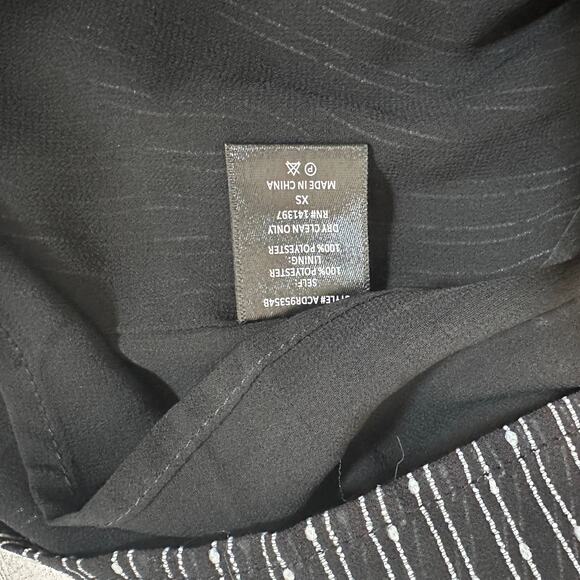 STYLE# ACDR95354B
SELF:
100% POLYESTER
LINING:
100% POLYESTER
DRY CLEAN ONLY
RN# 141397
XS
MADE IN CHINA
P